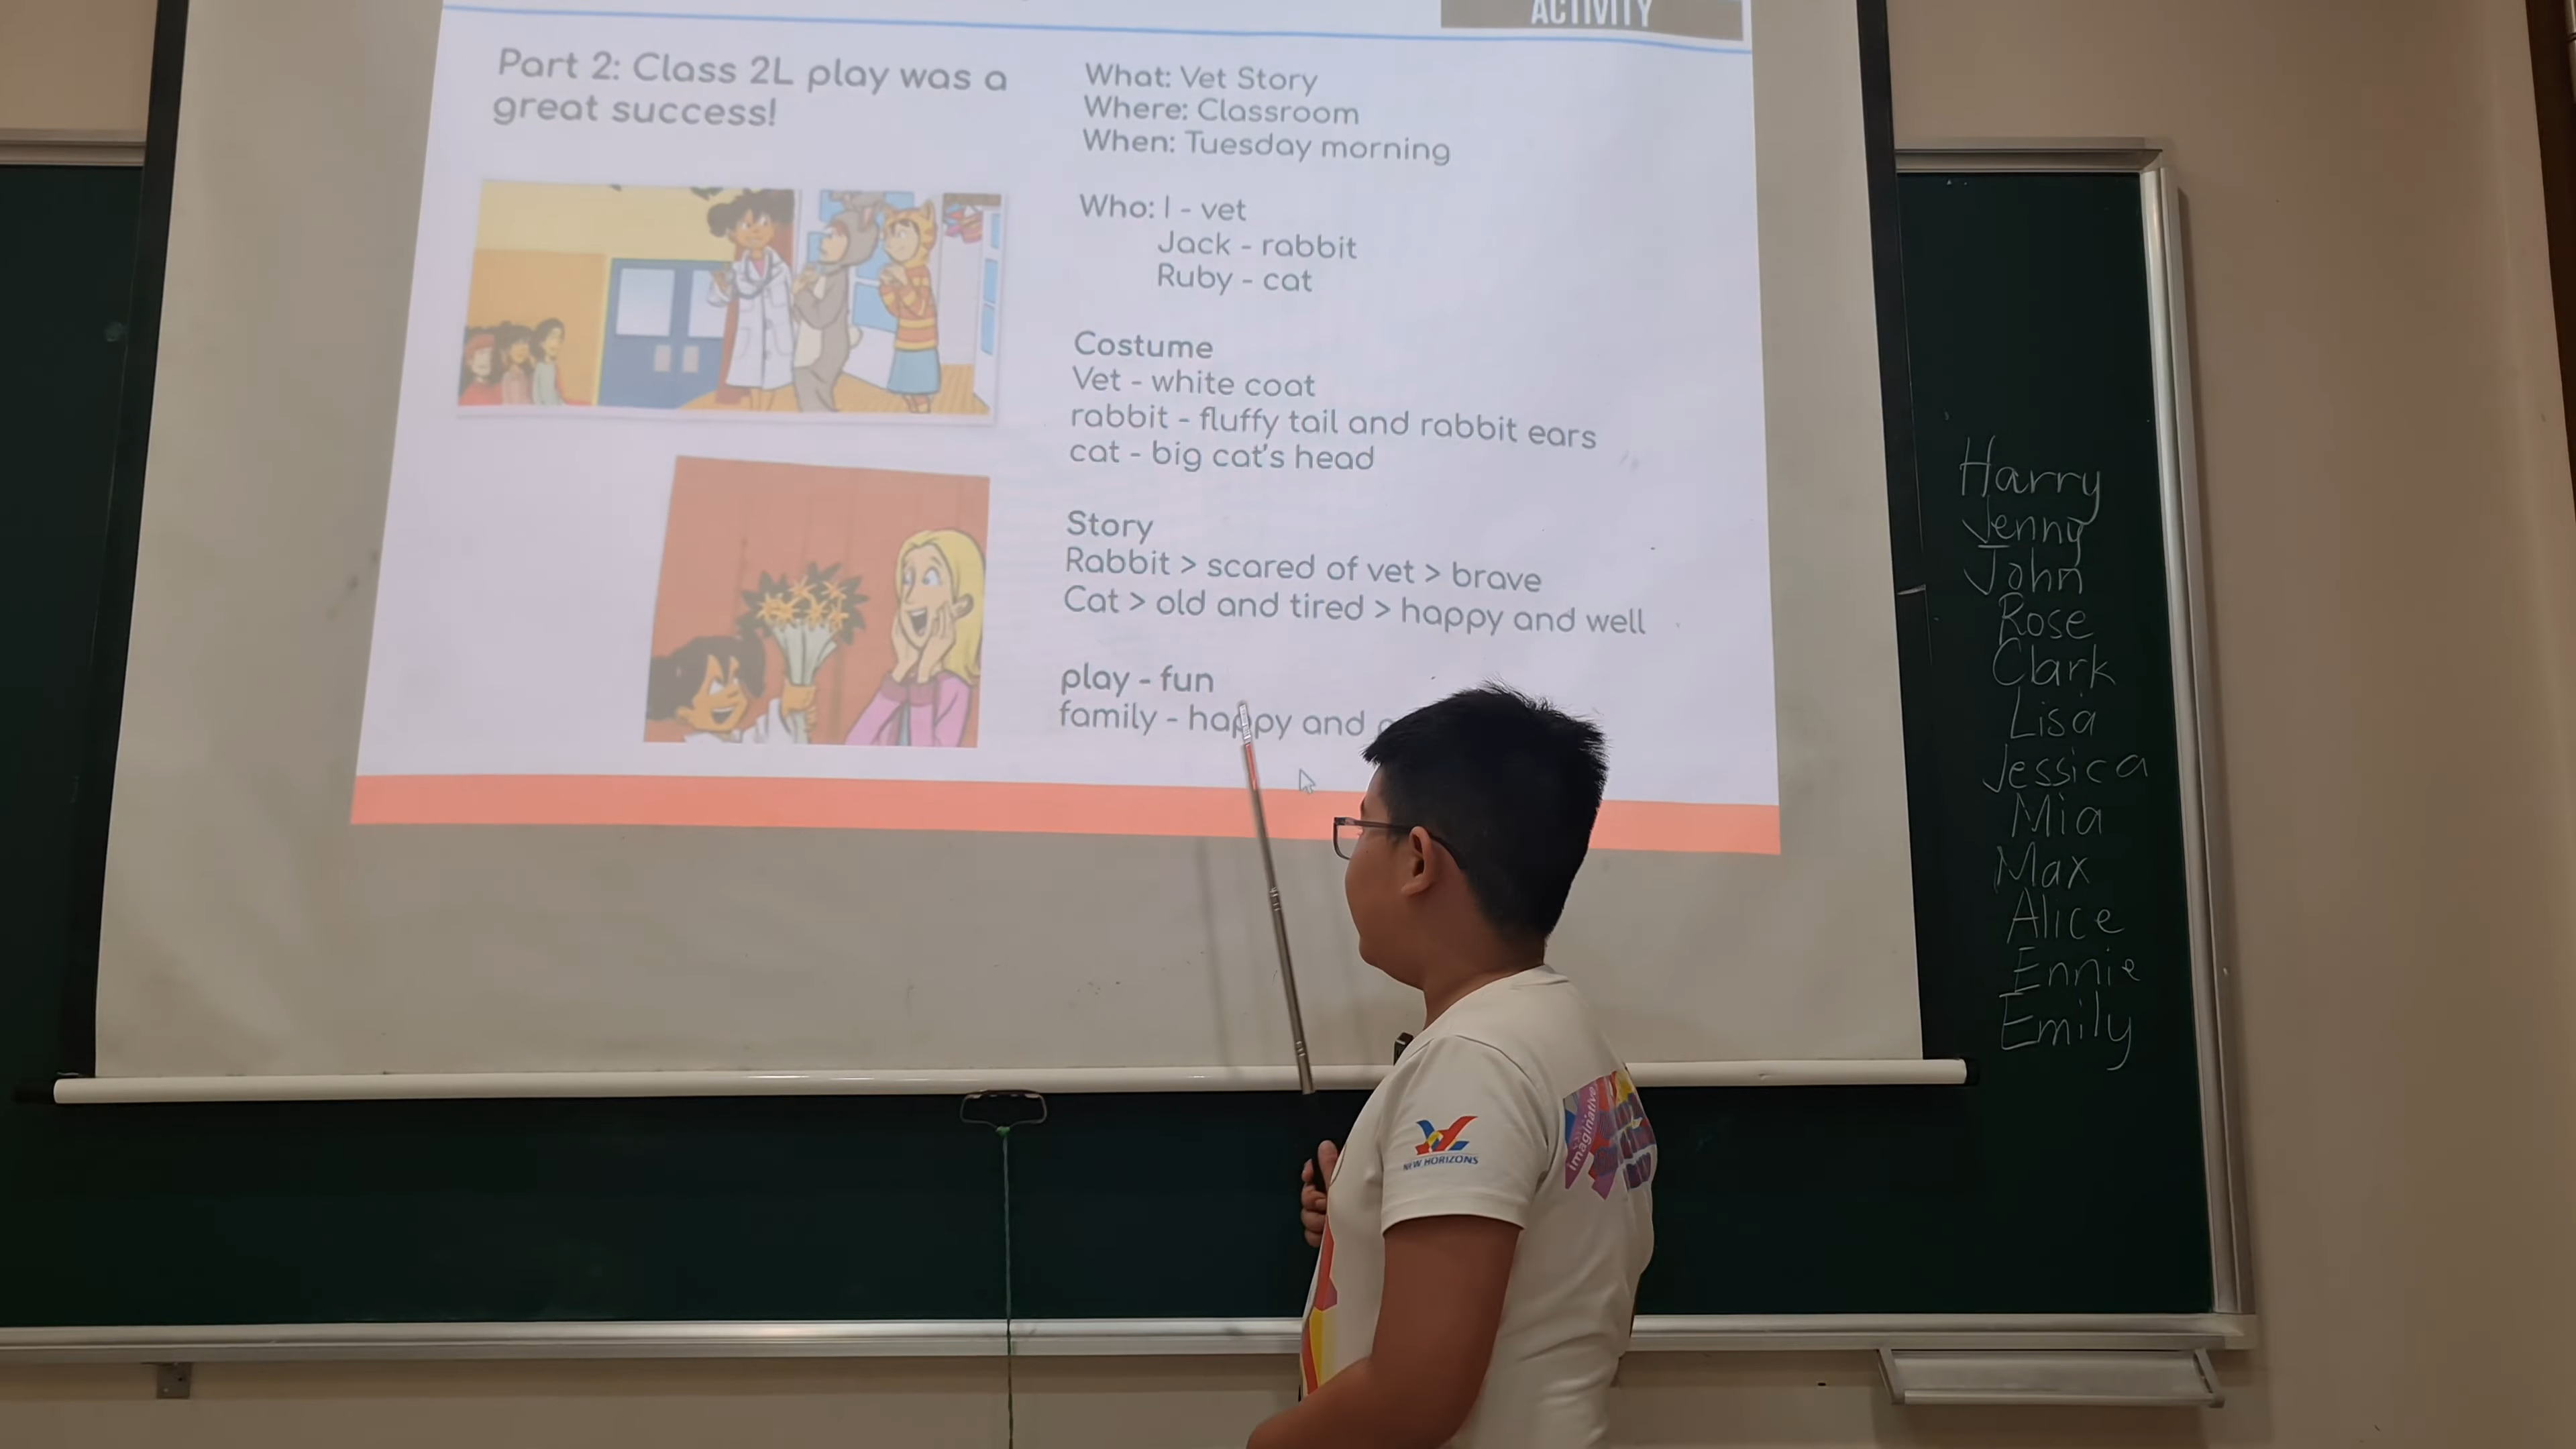 ACTIVITY
Part 2: Class 2L play was a
great success!
What: Vet Story
Where: Classroom
When: Tuesday morning
Who: I - vet
Jack - rabbit
Ruby - cat
Costume
Vet - white coat
rabbit - fluffy tail and rabbit ears
cat - big cat's head
Story
Rabbit > scared of vet > brave
Cat > old and tired > happy and well
play - fun
family - happy and
Harry
Jenny
John
Rose
Clark
Lisa
Jessica
Mia
Max
Alice
Ennie
Emily
NEW HORIZONS
imaginative